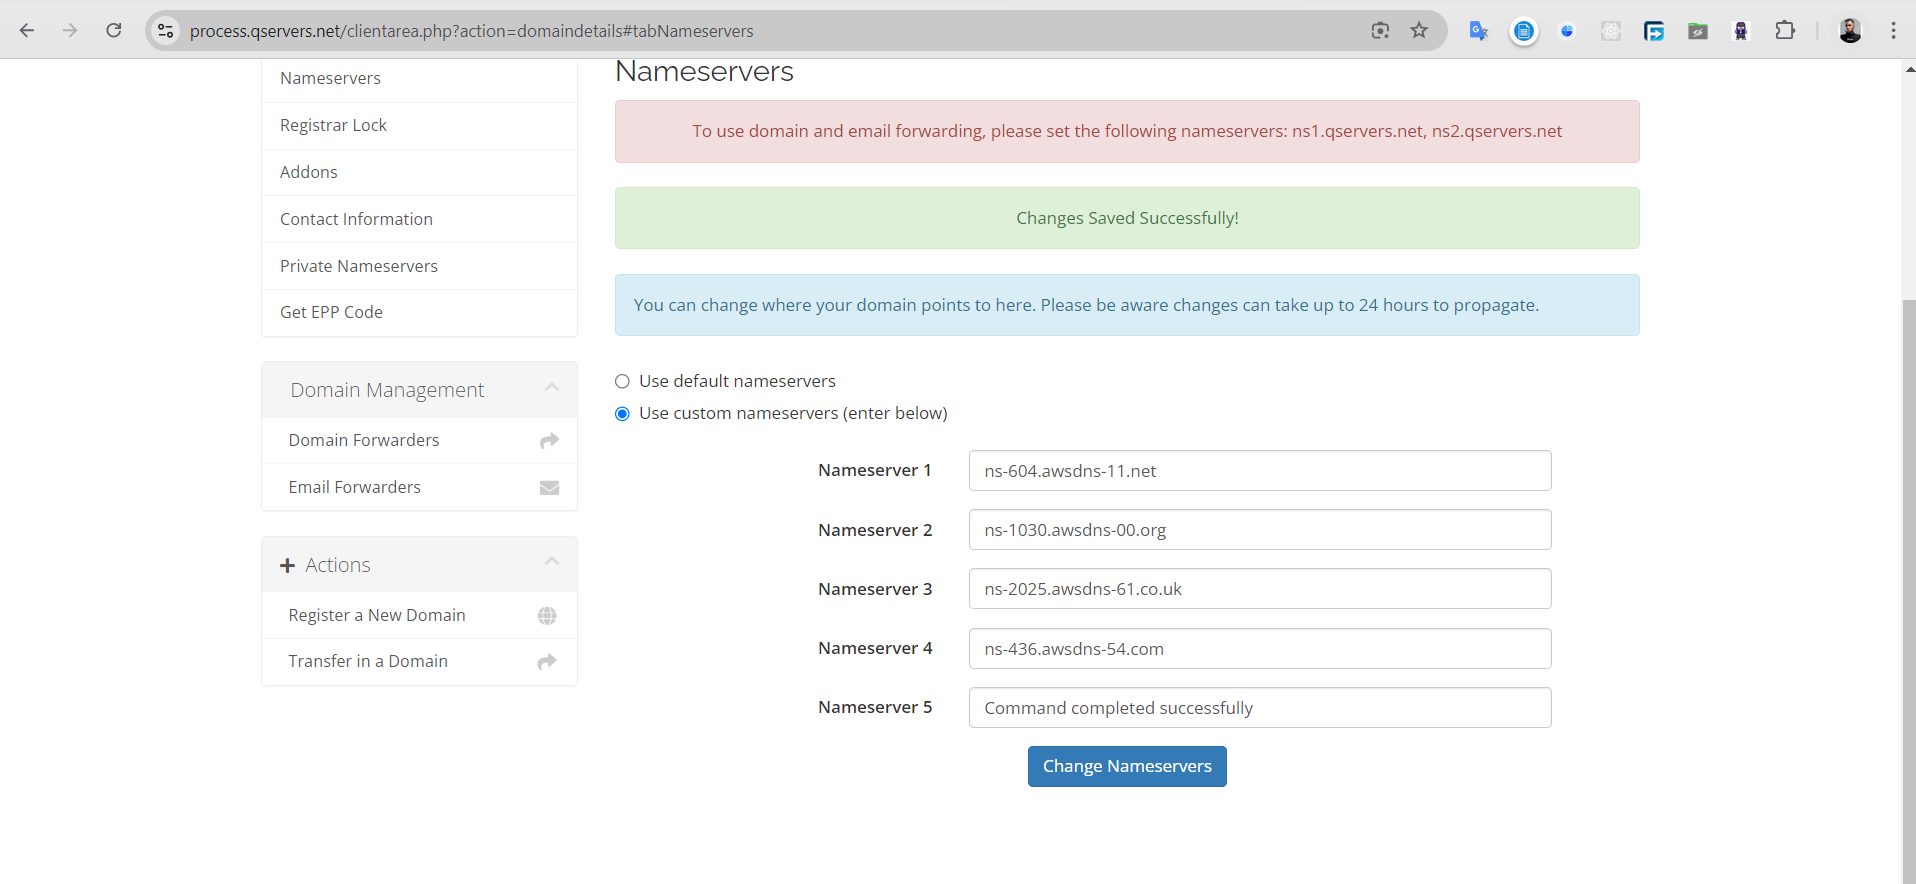 process.qservers.net/clientarea.php?action=domaindetails#tabNameservers
Nameservers
Registrar Lock
Addons
Contact Information
Private Nameservers
Get EPP Code
Domain Management
Domain Forwarders
Email Forwarders
Actions
Register a New Domain
Transfer in a Domain
Nameservers
To use domain and email forwarding, please set the following nameservers: ns1.qservers.net, ns2.qservers.net
Changes Saved Successfully!
You can change where your domain points to here. Please be aware changes can take up to 24 hours to propagate.
Use default nameservers
Use custom nameservers (enter below)
Nameserver 1 ns-604.awsdns-11.net
Nameserver 2 ns-1030.awsdns-00.org
Nameserver 3 ns-2025.awsdns-61.co.uk
Nameserver 4 ns-436.awsdns-54.com
Nameserver 5 Command completed successfully
Change Nameservers